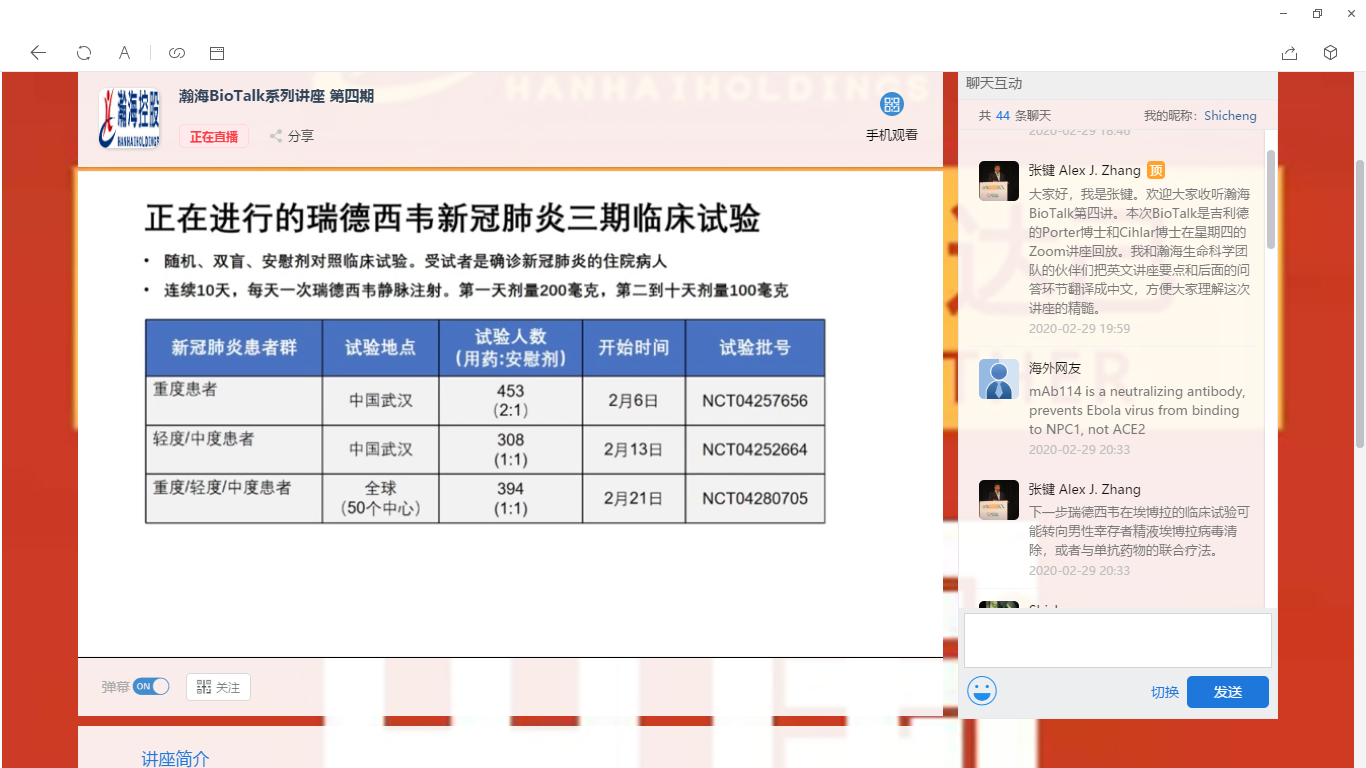 A
HANHAIHOLDINGS
瀚海控股
HANHAIHOLDINGS
瀚海BioTalk系列讲座 第四期
正在直播
分享
手机观看
正在进行的瑞德西韦新冠肺炎三期临床试验
• 随机、双盲、安慰剂对照临床试验。受试者是确诊新冠肺炎的住院病人
• 连续10天，每天一次瑞德西韦静脉注射。第一天剂量200毫克，第二到十天剂量100毫克
新冠肺炎患者群 试验地点 试验人数 开始时间 试验批号
(用药:安慰剂)
重度患者 中国武汉 453 2月6日 NCT04257656
(2:1)
轻度/中度患者 中国武汉 308 2月13日 NCT04252664
(1:1)
重度/轻度/中度患者 全球 394 2月21日 NCT04280705
（50个中心） (1:1)
弹幕 ON 关注
讲座简介
聊天互动
共 44 条聊天 我的昵称: Shicheng
2020-02-29 18:46
张键 Alex J. Zhang 顶
大家好，我是张键。欢迎大家收听瀚海
BioTalk第四讲。本次BioTalk是吉利德
的Porter博士和Cihlar博士在星期四的
Zoom讲座回放。我和瀚海生命科学团
队的伙伴们把英文讲座要点和后面的问
答环节翻译成中文，方便大家理解这次
讲座的精髓。
2020-02-29 19:59
海外网友
mAb114 is a neutralizing antibody,
prevents Ebola virus from binding
to NPC1, not ACE2
2020-02-29 20:33
张键 Alex J. Zhang
下一步瑞德西韦在埃博拉的临床试验可
能转向男性幸存者精液埃博拉病毒清
除，或者与单抗药物的联合疗法。
2020-02-29 20:33
切换 发送